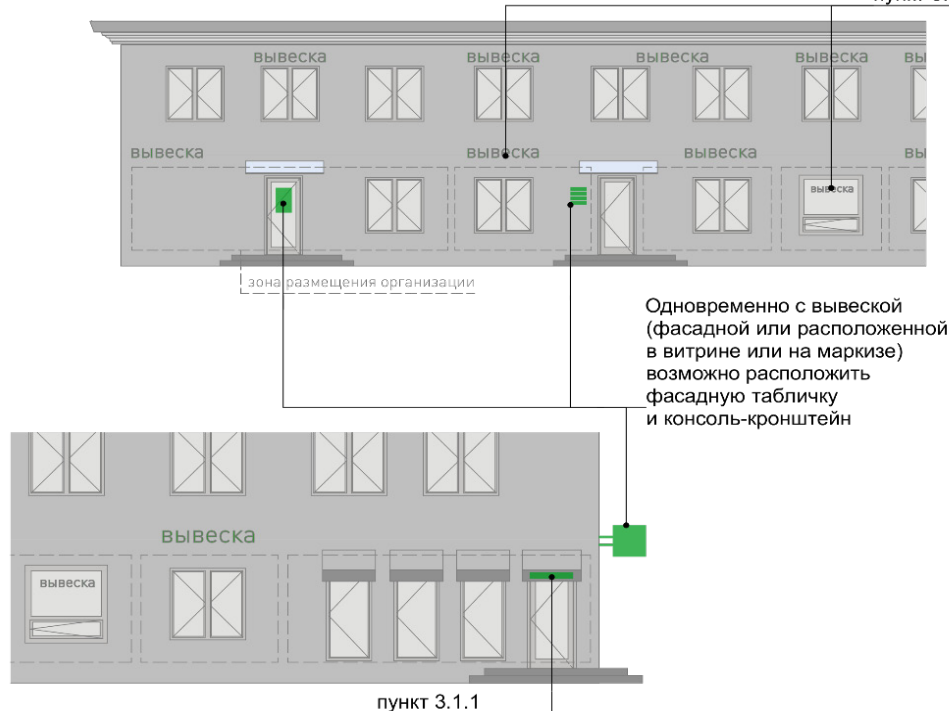 вывеска вывеска вывеска вывеска
вывеска вывеска вывеска
вывеска
зона размещения организации
Одновременно с вывеской
(фасадной или расположенной
в витрине или на маркизе)
возможно расположить
фасадную табличку
и консоль-кронштейн
вывеска
вывеска
пункт 3.1.1